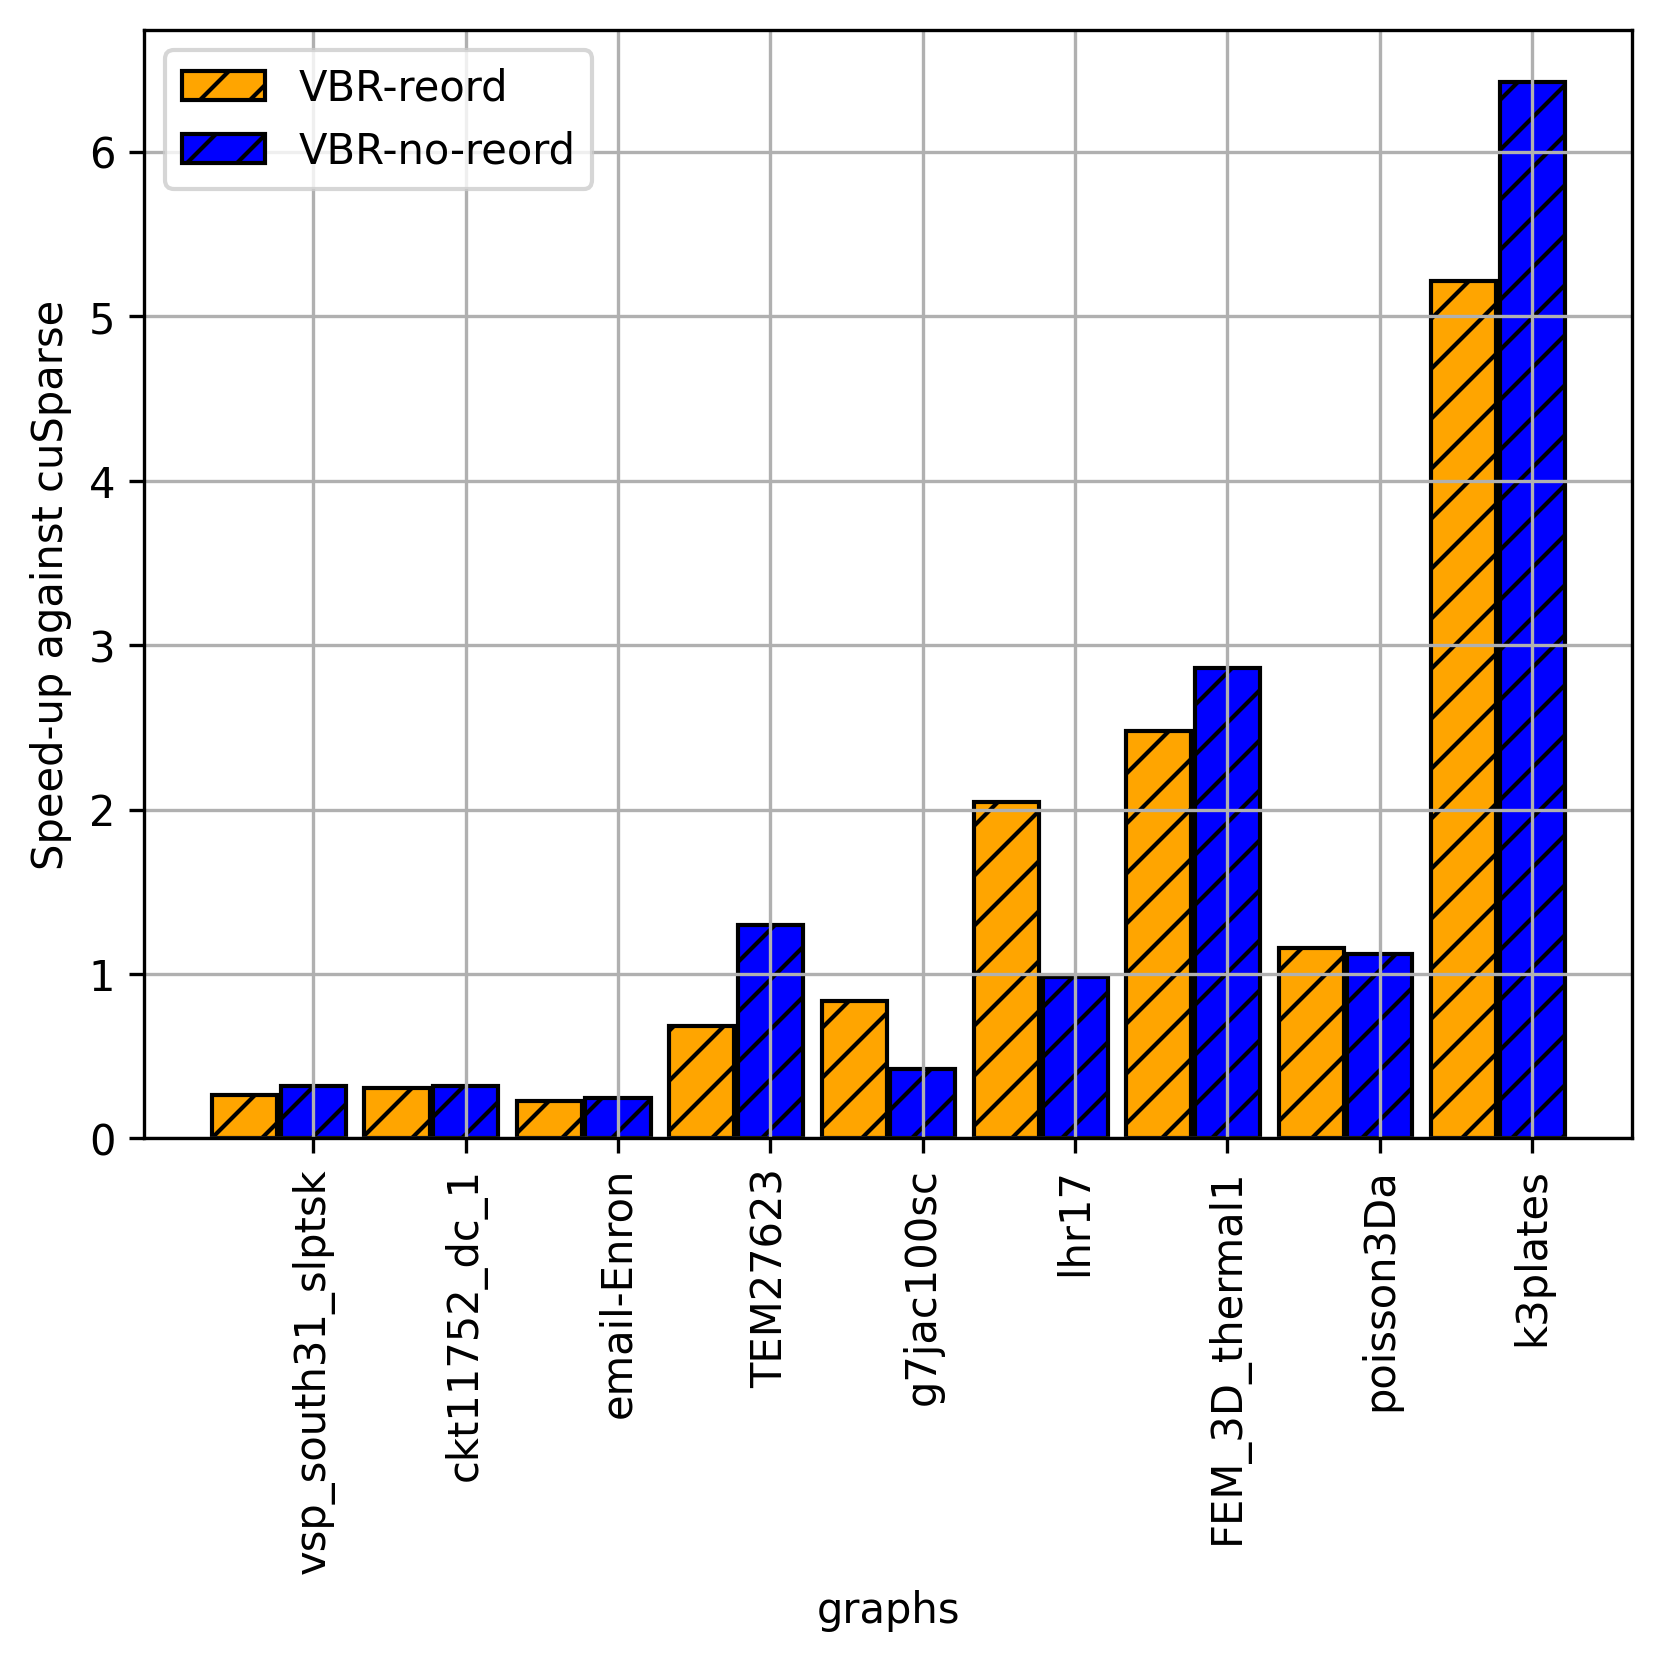 VBR-reord
VBR-no-reord
Speed-up against cuSparse
6
5
4
3
2
1
0
vsp_south31_slptsk
ckt11752_dc_1
email-Enron
TEM27623
g7jac100sc
lhr17
FEM_3D_thermal1
poisson3Da
k3plates
graphs